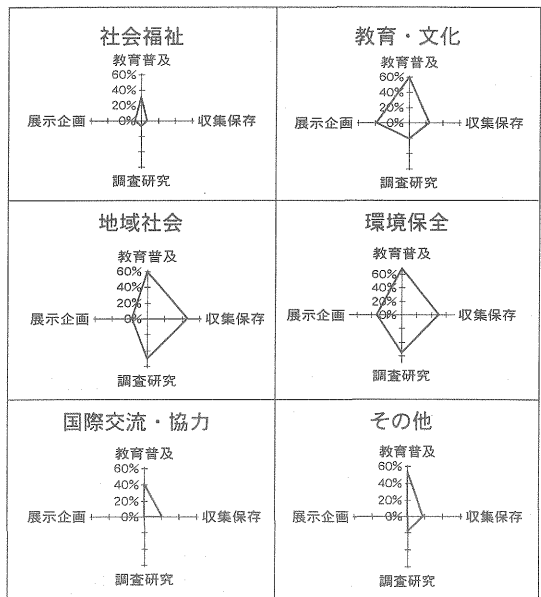 社会福祉
教育普及
60%
40%
20%
展示企画 0% 収集保存
調査研究
教育・文化
教育普及
60%
40%
20%
展示企画 0% 収集保存
調査研究
地域社会
教育普及
60%
40%
20%
展示企画 0% 収集保存
調査研究
環境保全
教育普及
60%
40%
20%
展示企画 0% 収集保存
調査研究
国際交流・協力
教育普及
60%
40%
20%
展示企画 0% 収集保存
調査研究
その他
教育普及
60%
40%
20%
展示企画 0% 収集保存
調査研究